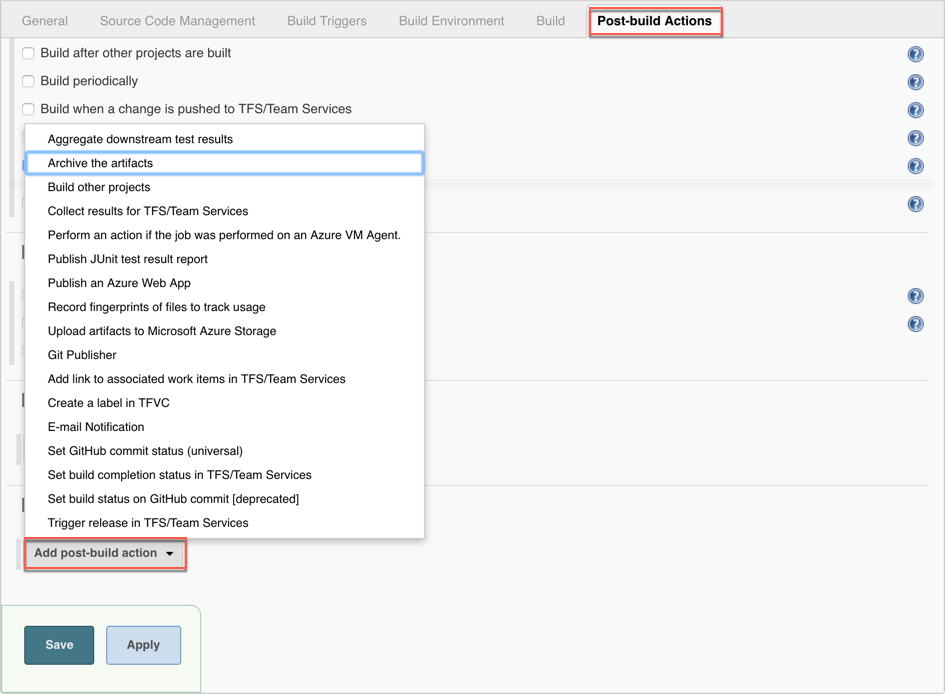 General Source Code Management Build Triggers Build Environment Build Post-build Actions
Build after other projects are built
Build periodically
Build when a change is pushed to TFS/Team Services
Aggregate downstream test results
Archive the artifacts
Build other projects
Collect results for TFS/Team Services
Perform an action if the job was performed on an Azure VM Agent.
Publish JUnit test result report
Publish an Azure Web App
Record fingerprints of files to track usage
Upload artifacts to Microsoft Azure Storage
Git Publisher
Add link to associated work items in TFS/Team Services
Create a label in TFVC
E-mail Notification
Set GitHub commit status (universal)
Set build completion status in TFS/Team Services
Set build status on GitHub commit [deprecated]
Trigger release in TFS/Team Services
Add post-build action
Save Apply